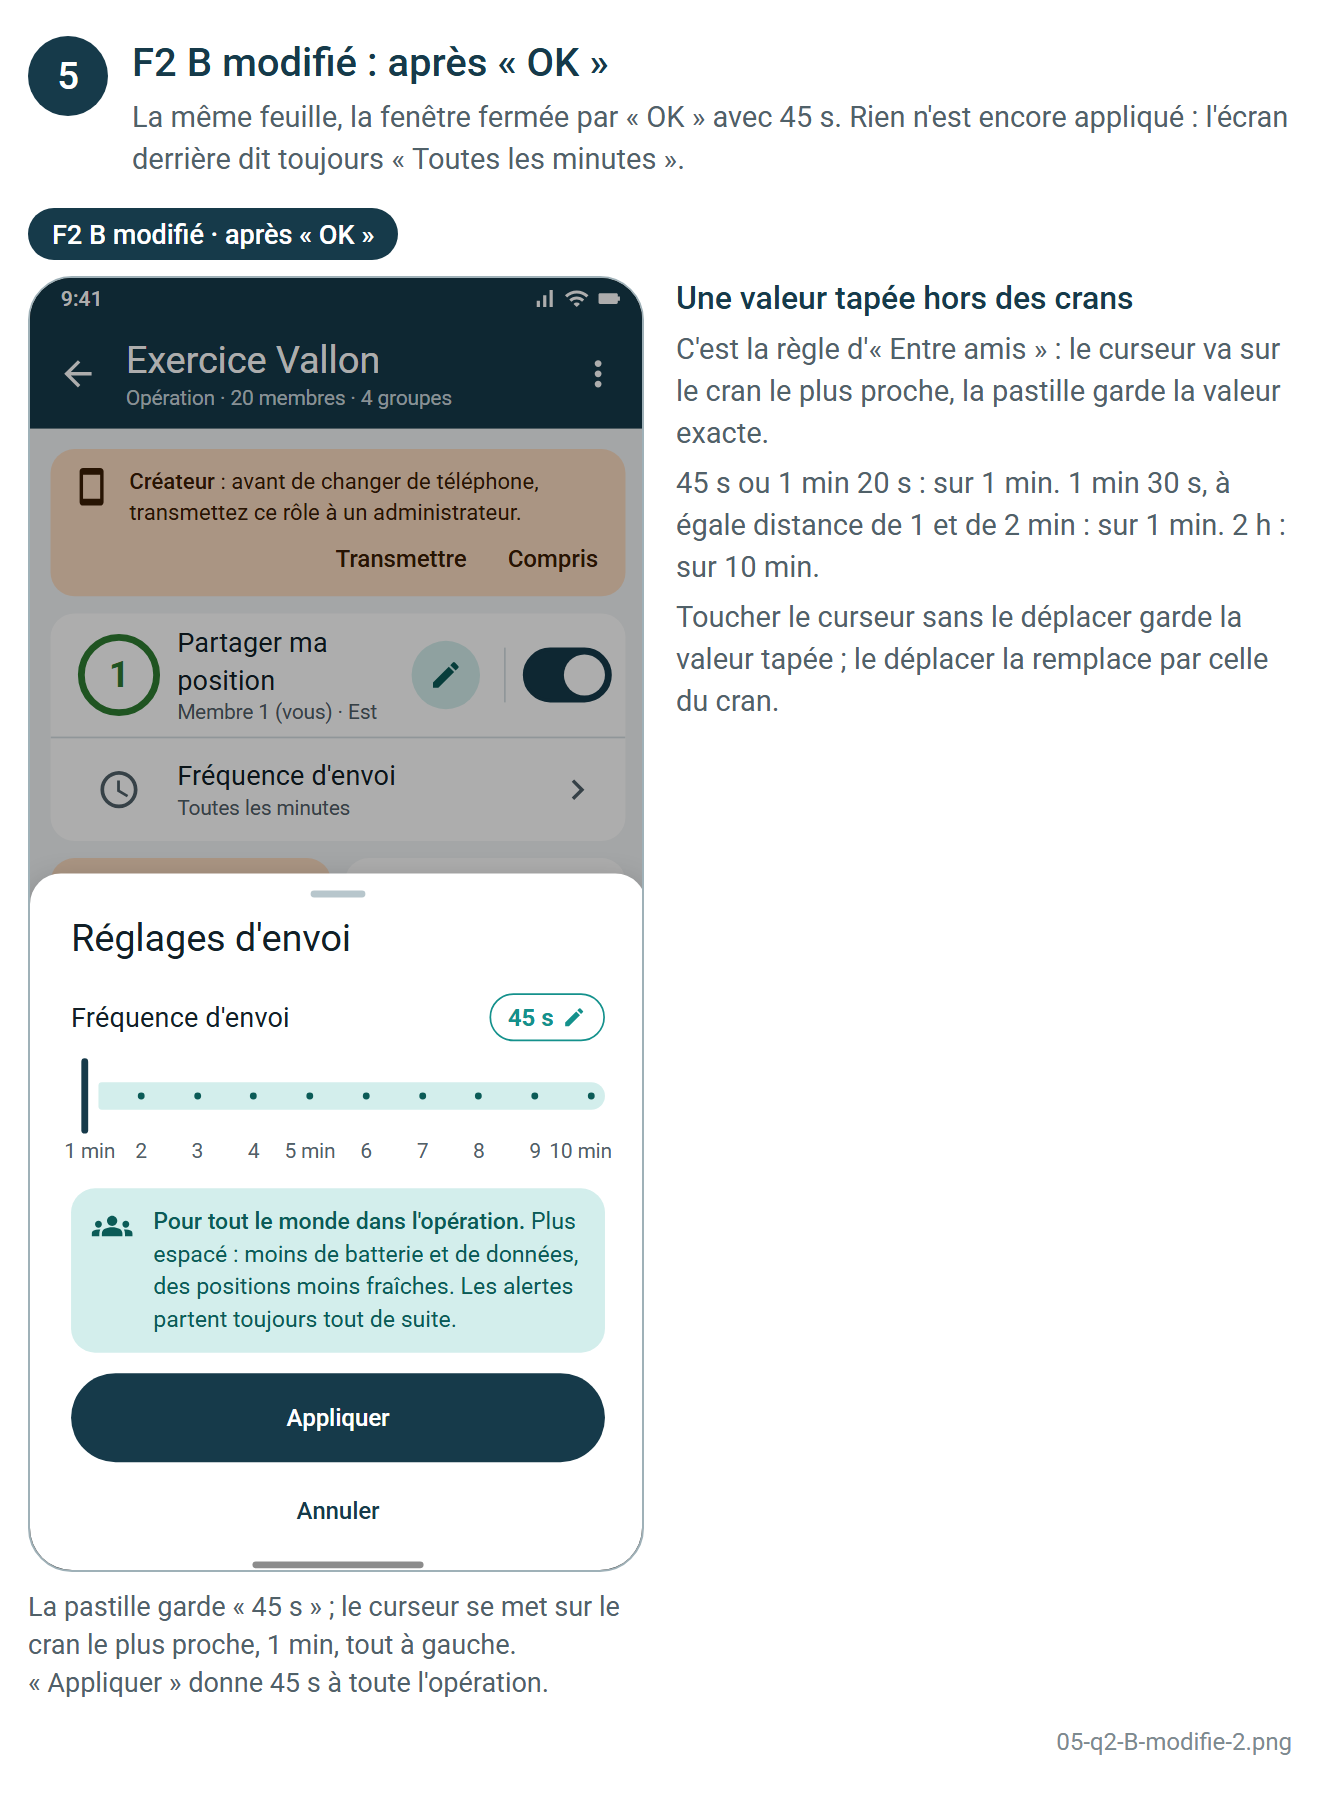 5
F2 B modifié : après « OK »
La même feuille, la fenêtre fermée par « OK » avec 45 s. Rien n'est encore appliqué : l'écran
derrière dit toujours « Toutes les minutes ».
F2 B modifié · après « OK »
9:41
Exercice Vallon
Opération · 20 membres · 4 groupes
Créateur : avant de changer de téléphone,
transmettez ce rôle à un administrateur.
Transmettre Compris
1
Partager ma
position
Membre 1 (vous) · Est
Fréquence d'envoi
Toutes les minutes
Réglages d'envoi
Fréquence d'envoi
45 s
1 min 2 3 4 5 min 6 7 8 9 10 min
Pour tout le monde dans l'opération. Plus
espacé : moins de batterie et de données,
des positions moins fraîches. Les alertes
partent toujours tout de suite.
Appliquer
Annuler
La pastille garde « 45 s » ; le curseur se met sur le
cran le plus proche, 1 min, tout à gauche.
« Appliquer » donne 45 s à toute l'opération.
Une valeur tapée hors des crans
C'est la règle d'« Entre amis » : le curseur va sur
le cran le plus proche, la pastille garde la valeur
exacte.
45 s ou 1 min 20 s : sur 1 min. 1 min 30 s, à
égale distance de 1 et de 2 min : sur 1 min. 2 h :
sur 10 min.
Toucher le curseur sans le déplacer garde la
valeur tapée ; le déplacer la remplace par celle
du cran.
05-q2-B-modifie-2.png